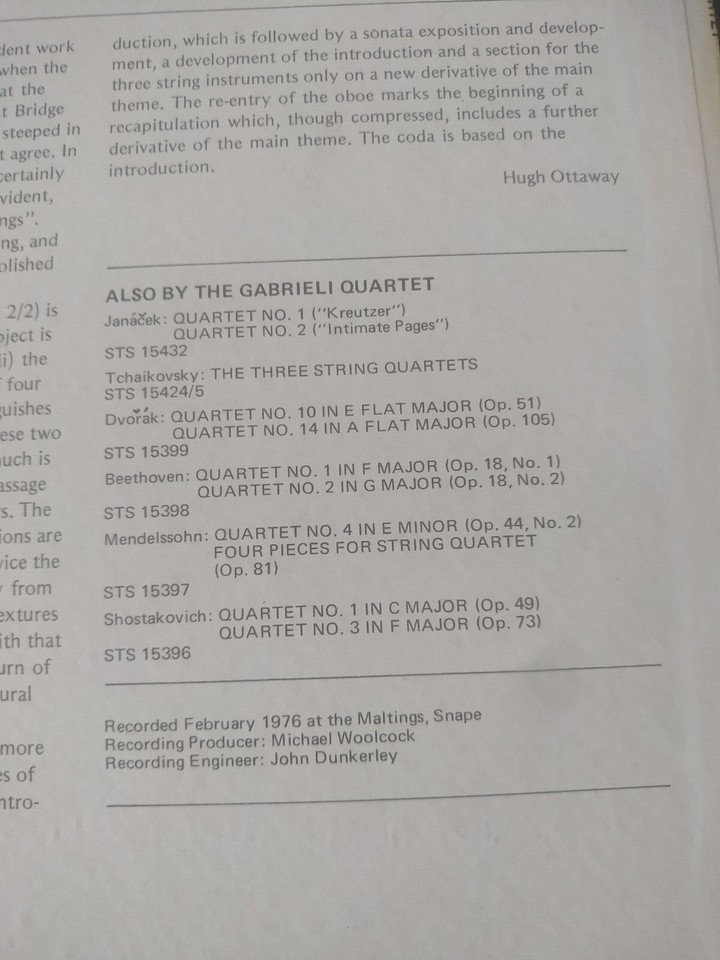 dent work
when the
at the
t Bridge
steeped in
t agree. In
certainly
vident,
ngs".
ng, and
olished
2/2) is
bject is
ii) the
four
guishes
ese two
much is
assage
s. The
ions are
vice the
from
extures
ith that
urn of
ural
more
es of
ntro-
duction, which is followed by a sonata exposition and develop-
ment, a development of the introduction and a section for the
three string instruments only on a new derivative of the main
theme. The re-entry of the oboe marks the beginning of a
recapitulation which, though compressed, includes a further
derivative of the main theme. The coda is based on the
introduction.
Hugh Ottaway
ALSO BY THE GABRIELI QUARTET
Janáček: QUARTET NO. 1 ("Kreutzer")
QUARTET NO. 2 ("Intimate Pages")
STS 15432
Tchaikovsky: THE THREE STRING QUARTETS
STS 15424/5
Dvořák: QUARTET NO. 10 IN E FLAT MAJOR (Op. 51)
QUARTET NO. 14 IN A FLAT MAJOR (Op. 105)
STS 15399
Beethoven: QUARTET NO. 1 IN F MAJOR (Op. 18, No. 1)
QUARTET NO. 2 IN G MAJOR (Op. 18, No. 2)
STS 15398
Mendelssohn: QUARTET NO. 4 IN E MINOR (Op. 44, No. 2)
FOUR PIECES FOR STRING QUARTET
(Op. 81)
STS 15397
Shostakovich: QUARTET NO. 1 IN C MAJOR (Op. 49)
QUARTET NO. 3 IN F MAJOR (Op. 73)
STS 15396
Recorded February 1976 at the Maltings, Snape
Recording Producer: Michael Woolcock
Recording Engineer: John Dunkerley